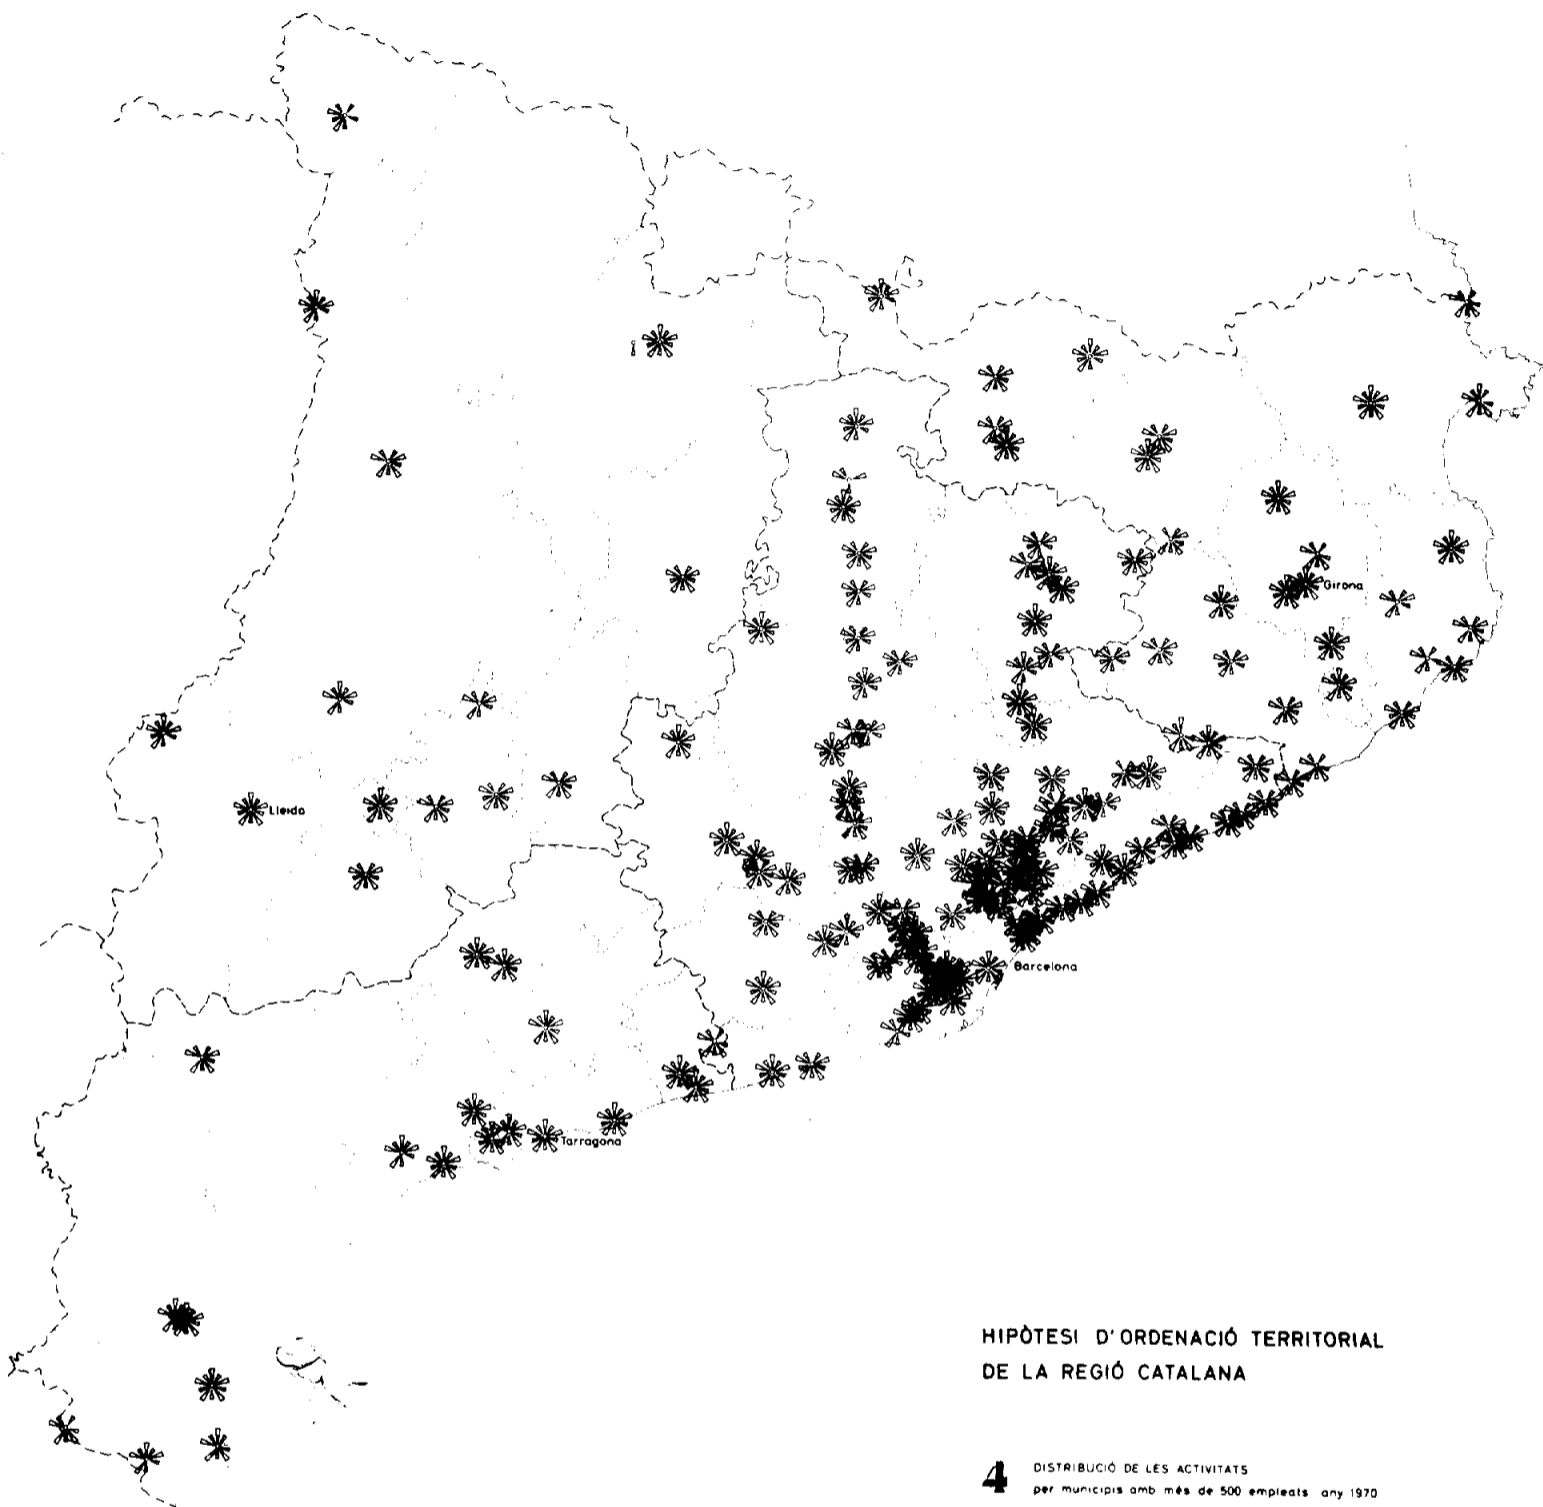 Girona
Lleida
Barcelona
Tarragona
HIPÒTESI D'ORDENACIÓ TERRITORIAL
DE LA REGIÓ CATALANA
4
DISTRIBUCIÓ DE LES ACTIVITATS
per municipis amb més de 500 empleats any 1970